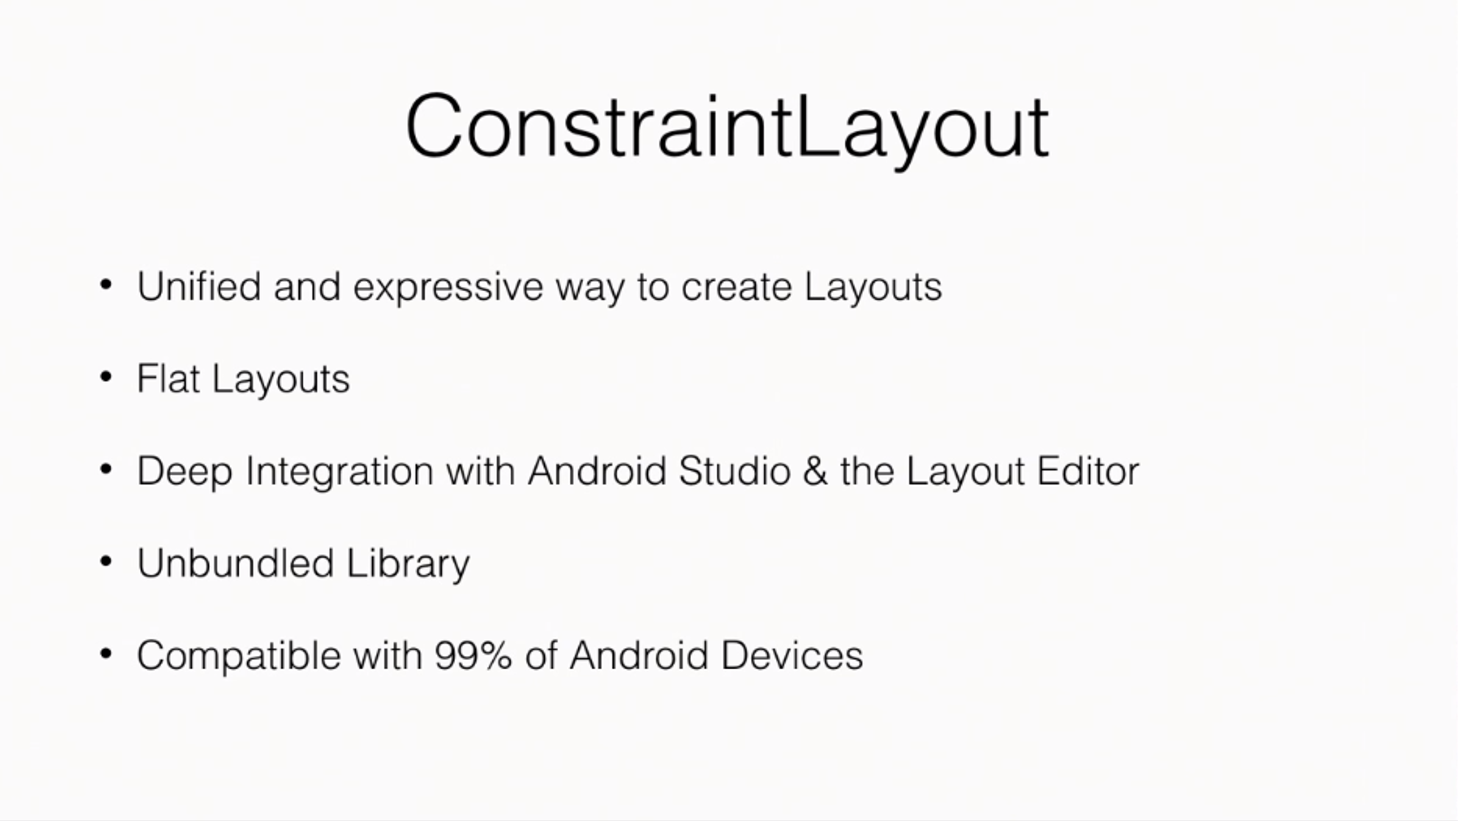 ConstraintLayout
• Unified and expressive way to create Layouts
• Flat Layouts
• Deep Integration with Android Studio & the Layout Editor
• Unbundled Library
• Compatible with 99% of Android Devices